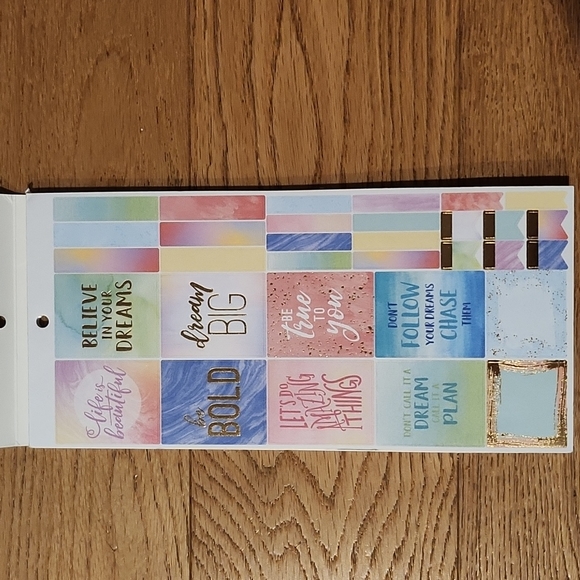 BELIEVE
IN YOUR
DREAMS
dream
BIG
BE
true
TO
you
DON'T
FOLLOW
YOUR DREAMS
CHASE
THEM
life is
beautiful
be
BOLD
LET'S DO
AMAZING
THINGS
DON'T CALL IT A
DREAM
CALL IT A
PLAN